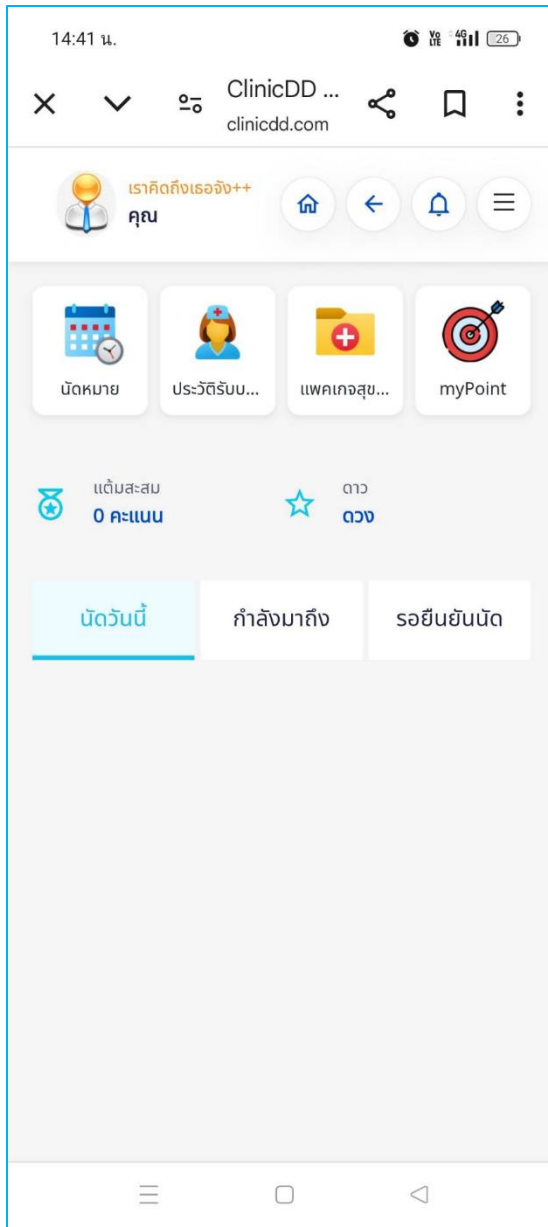 14:41 น.
Vo LTE 4G 26
ClinicDD ...
clinicdd.com
เราคิดถึงเธอจัง++
คุณ
นัดหมาย
ประวัติรับบ...
แพคเกจสุข...
myPoint
แต้มสะสม
0 คะแนน
ดาว
ดวง
นัดวันนี้
กำลังมาถึง
รอยืนยันนัด